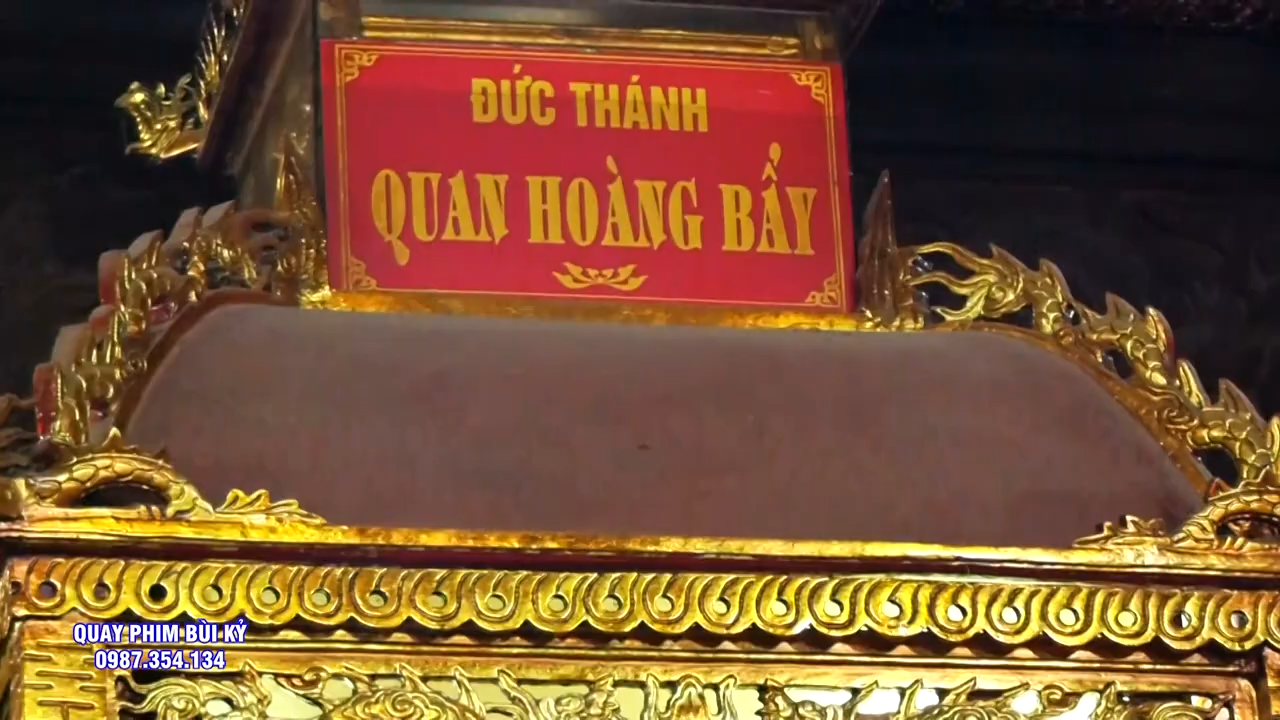 ĐỨC THÁNH
QUAN HOÀNG BẨY
QUAY PHIM BÙI KỶ
0987.354.134